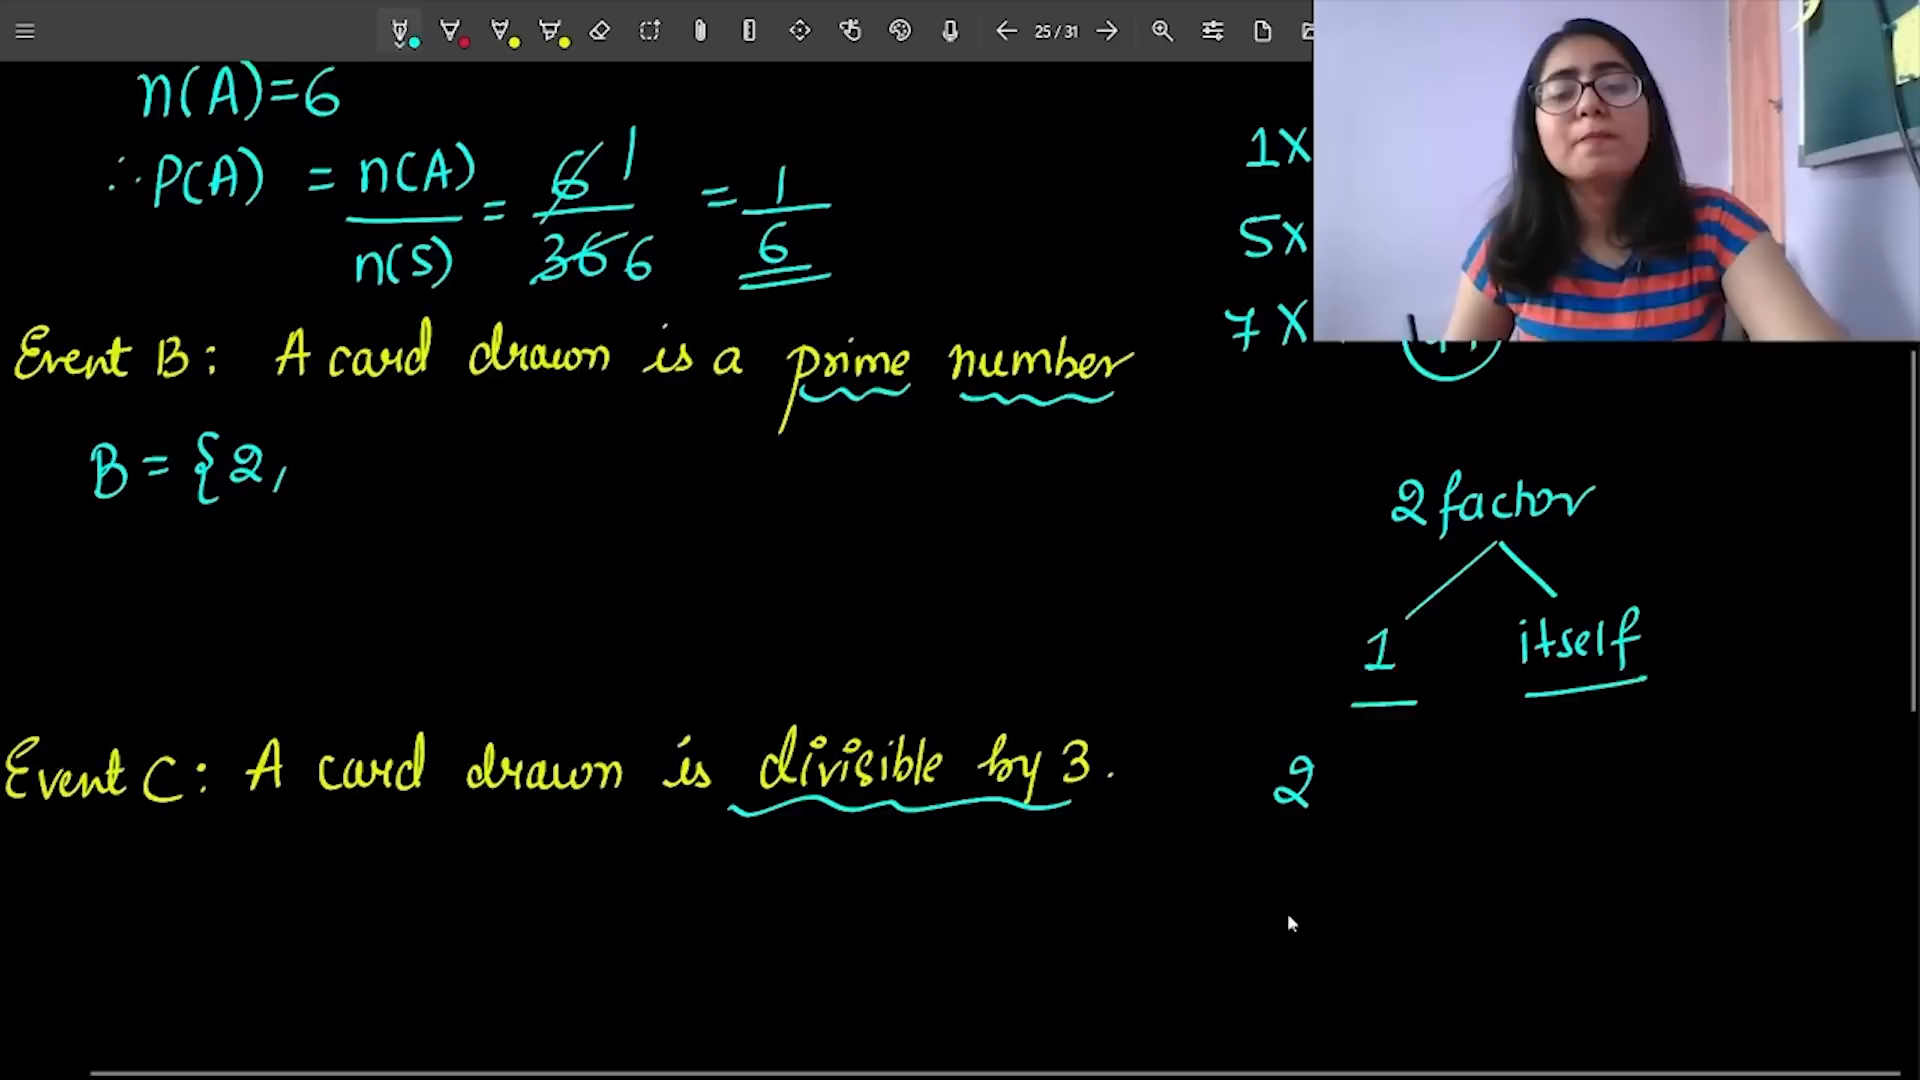 25/31
n(A)=6
∴ P(A) = n(A)/n(S) = 6/36 1/6 = 1/6
1X
5X
7X
Event B: A card drawn is a prime number
B = {2,
2 factor
1 itself
Event C: A card drawn is divisible by 3.
2